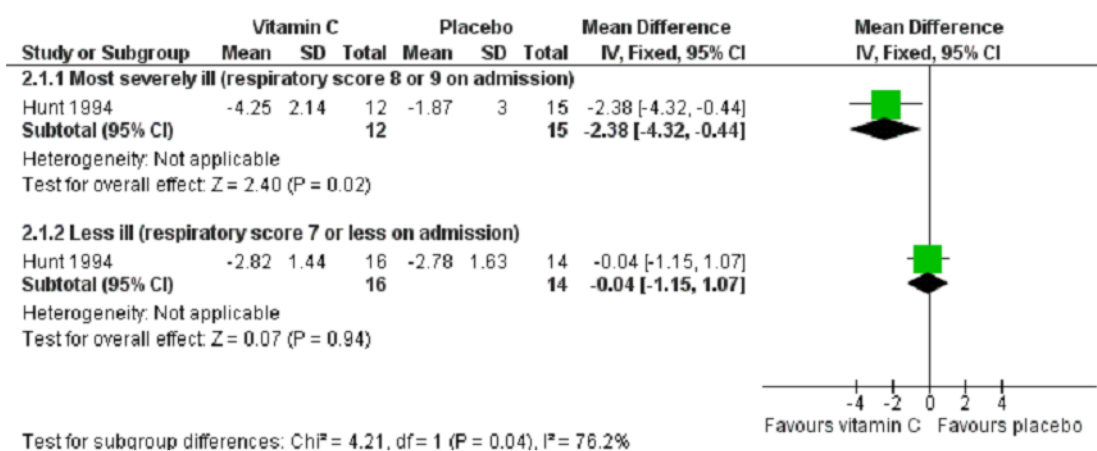 Vitamin C Placebo Mean Difference Mean Difference
Study or Subgroup Mean SD Total Mean SD Total IV, Fixed, 95% CI IV, Fixed, 95% CI
2.1.1 Most severely ill (respiratory score 8 or 9 on admission)
Hunt 1994 -4.25 2.14 12 -1.87 3 15 -2.38 [-4.32, -0.44]
Subtotal (95% CI) 12 15 -2.38 [-4.32, -0.44]
Heterogeneity: Not applicable
Test for overall effect: Z = 2.40 (P = 0.02)
2.1.2 Less ill (respiratory score 7 or less on admission)
Hunt 1994 -2.82 1.44 16 -2.78 1.63 14 -0.04 [-1.15, 1.07]
Subtotal (95% CI) 16 14 -0.04 [-1.15, 1.07]
Heterogeneity: Not applicable
Test for overall effect: Z = 0.07 (P = 0.94)
-4 -2 0 2 4
Favours vitamin C Favours placebo
Test for subgroup differences: Chi² = 4.21, df = 1 (P = 0.04), I² = 76.2%